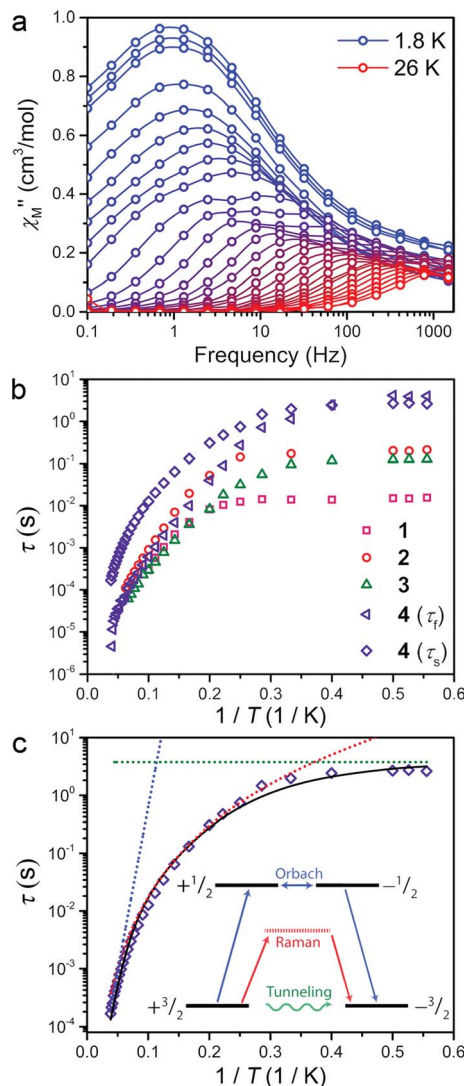 a
1.0
0.8
0.6
0.4
0.2
0.0
χM'' (cm³/mol)
1.8 K
26 K
0.1 1 10 100 1000
Frequency (Hz)
b
10¹
10⁰
10⁻¹
10⁻²
10⁻³
10⁻⁴
10⁻⁵
10⁻⁶
τ (s)
1
2
3
4 (τf)
4 (τs)
0.0 0.1 0.2 0.3 0.4 0.5 0.6
1 / T (1 / K)
c
10¹
10⁰
10⁻¹
10⁻²
10⁻³
10⁻⁴
τ (s)
Orbach
+1/2 −1/2
Raman
Tunneling
+3/2 −3/2
0.0 0.1 0.2 0.3 0.4 0.5 0.6
1 / T (1 / K)